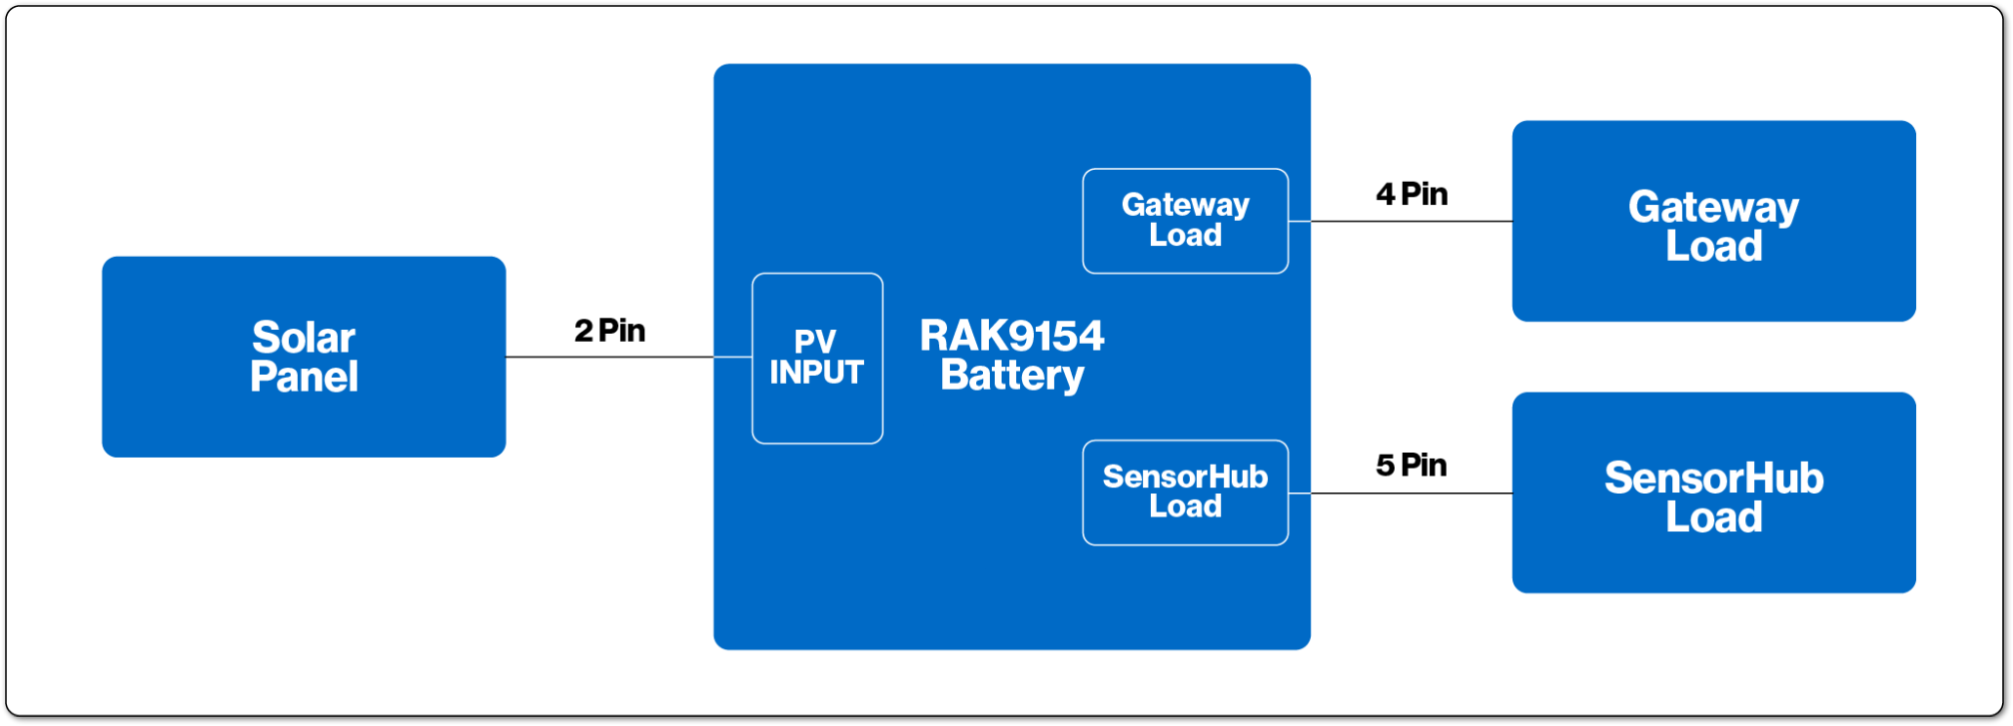 Solar
Panel
2 Pin
PV
INPUT
RAK9154
Battery
Gateway
Load
SensorHub
Load
4 Pin
Gateway
Load
5 Pin
SensorHub
Load